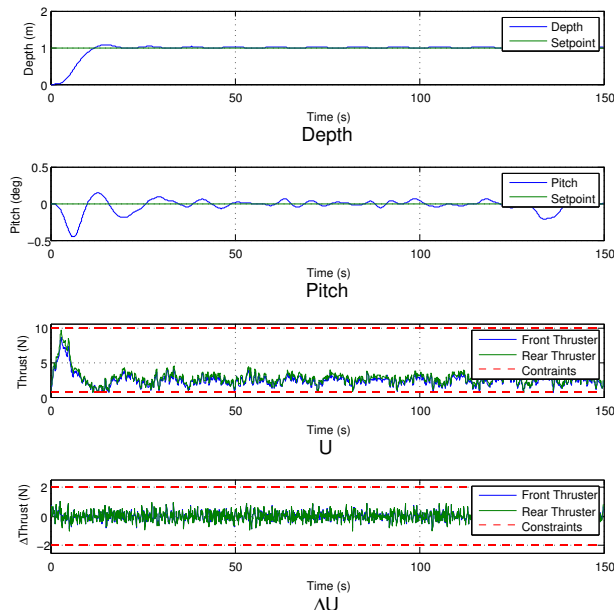 2
1
0
Depth (m)
Depth
Setpoint
0 50 100 150
Time (s)
Depth
0.5
0
−0.5
Pitch (deg)
Pitch
Setpoint
0 50 100 150
Time (s)
Pitch
10
5
0
Thrust (N)
Front Thruster
Rear Thruster
Contraints
0 50 100 150
Time (s)
U
2
0
−2
ΔThrust (N)
Front Thruster
Rear Thruster
Constraints
0 50 100 150
Time (s)
ΔU